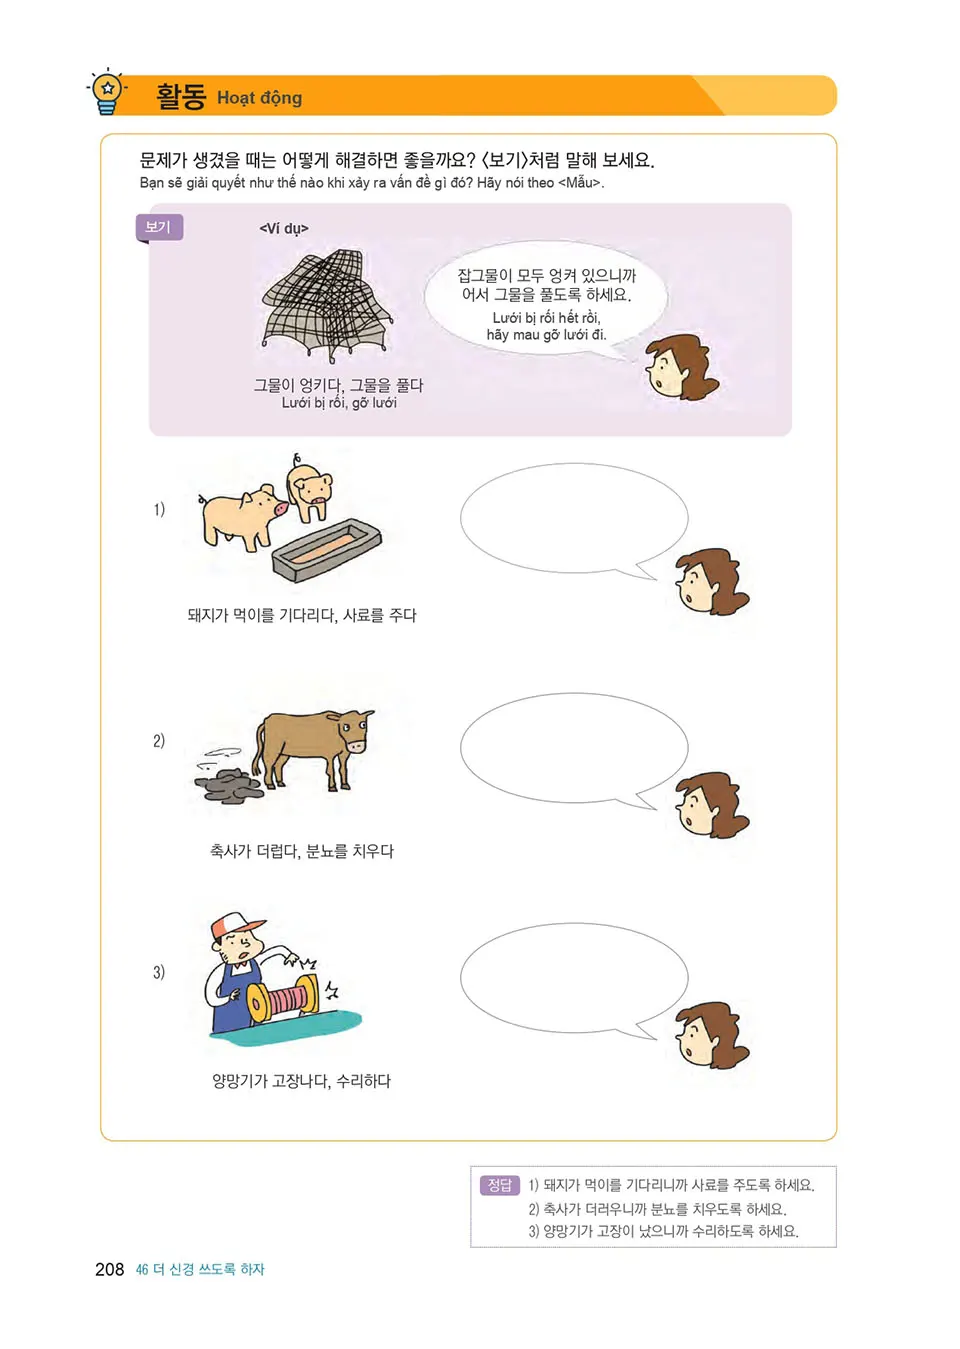 활동 Hoạt động
문제가 생겼을 때는 어떻게 해결하면 좋을까요? 〈보기〉처럼 말해 보세요.
Bạn sẽ giải quyết như thế nào khi xảy ra vấn đề gì đó? Hãy nói theo <Mẫu>.
보기
<Ví dụ>
잡그물이 모두 엉켜 있으니까
어서 그물을 풀도록 하세요.
Lưới bị rối hết rồi,
hãy mau gỡ lưới đi.
그물이 엉키다, 그물을 풀다
Lưới bị rối, gỡ lưới
1)
돼지가 먹이를 기다리다, 사료를 주다
2)
축사가 더럽다, 분뇨를 치우다
3)
양망기가 고장나다, 수리하다
정답 1) 돼지가 먹이를 기다리니까 사료를 주도록 하세요.
2) 축사가 더러우니까 분뇨를 치우도록 하세요.
3) 양망기가 고장이 났으니까 수리하도록 하세요.
208 46 더 신경 쓰도록 하자